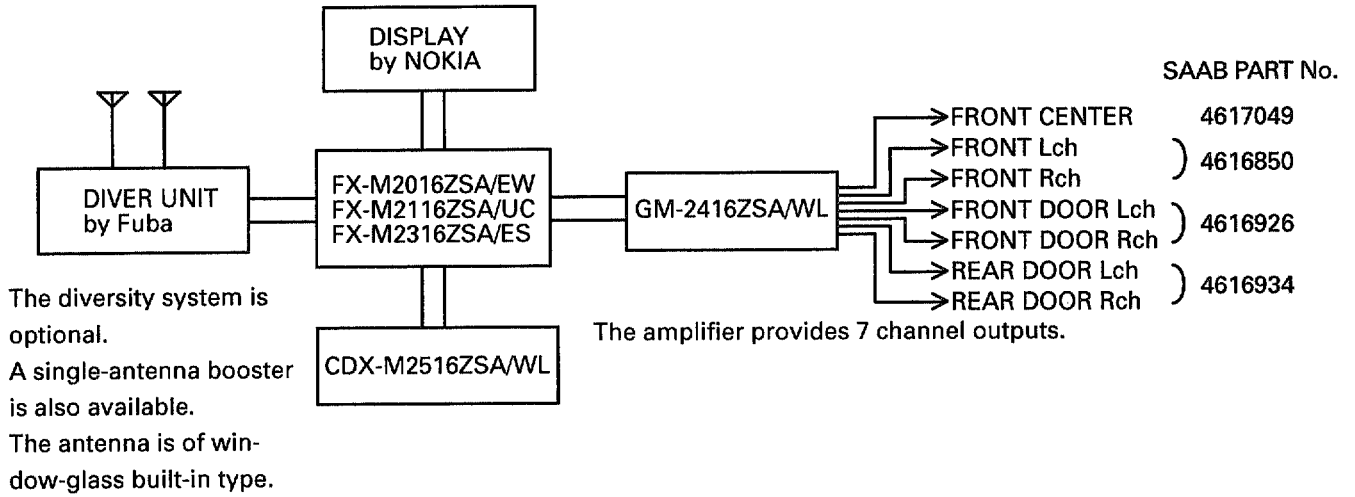 DISPLAY
by NOKIA
SAAB PART No.
DIVER UNIT
by Fuba
FX-M2016ZSA/EW
FX-M2116ZSA/UC
FX-M2316ZSA/ES
GM-2416ZSA/WL
FRONT CENTER 4617049
FRONT Lch
FRONT Rch
4616850
FRONT DOOR Lch
FRONT DOOR Rch
4616926
REAR DOOR Lch
REAR DOOR Rch
4616934
The diversity system is
optional.
A single-antenna booster
is also available.
The antenna is of win-
dow-glass built-in type.
CDX-M2516ZSA/WL
The amplifier provides 7 channel outputs.